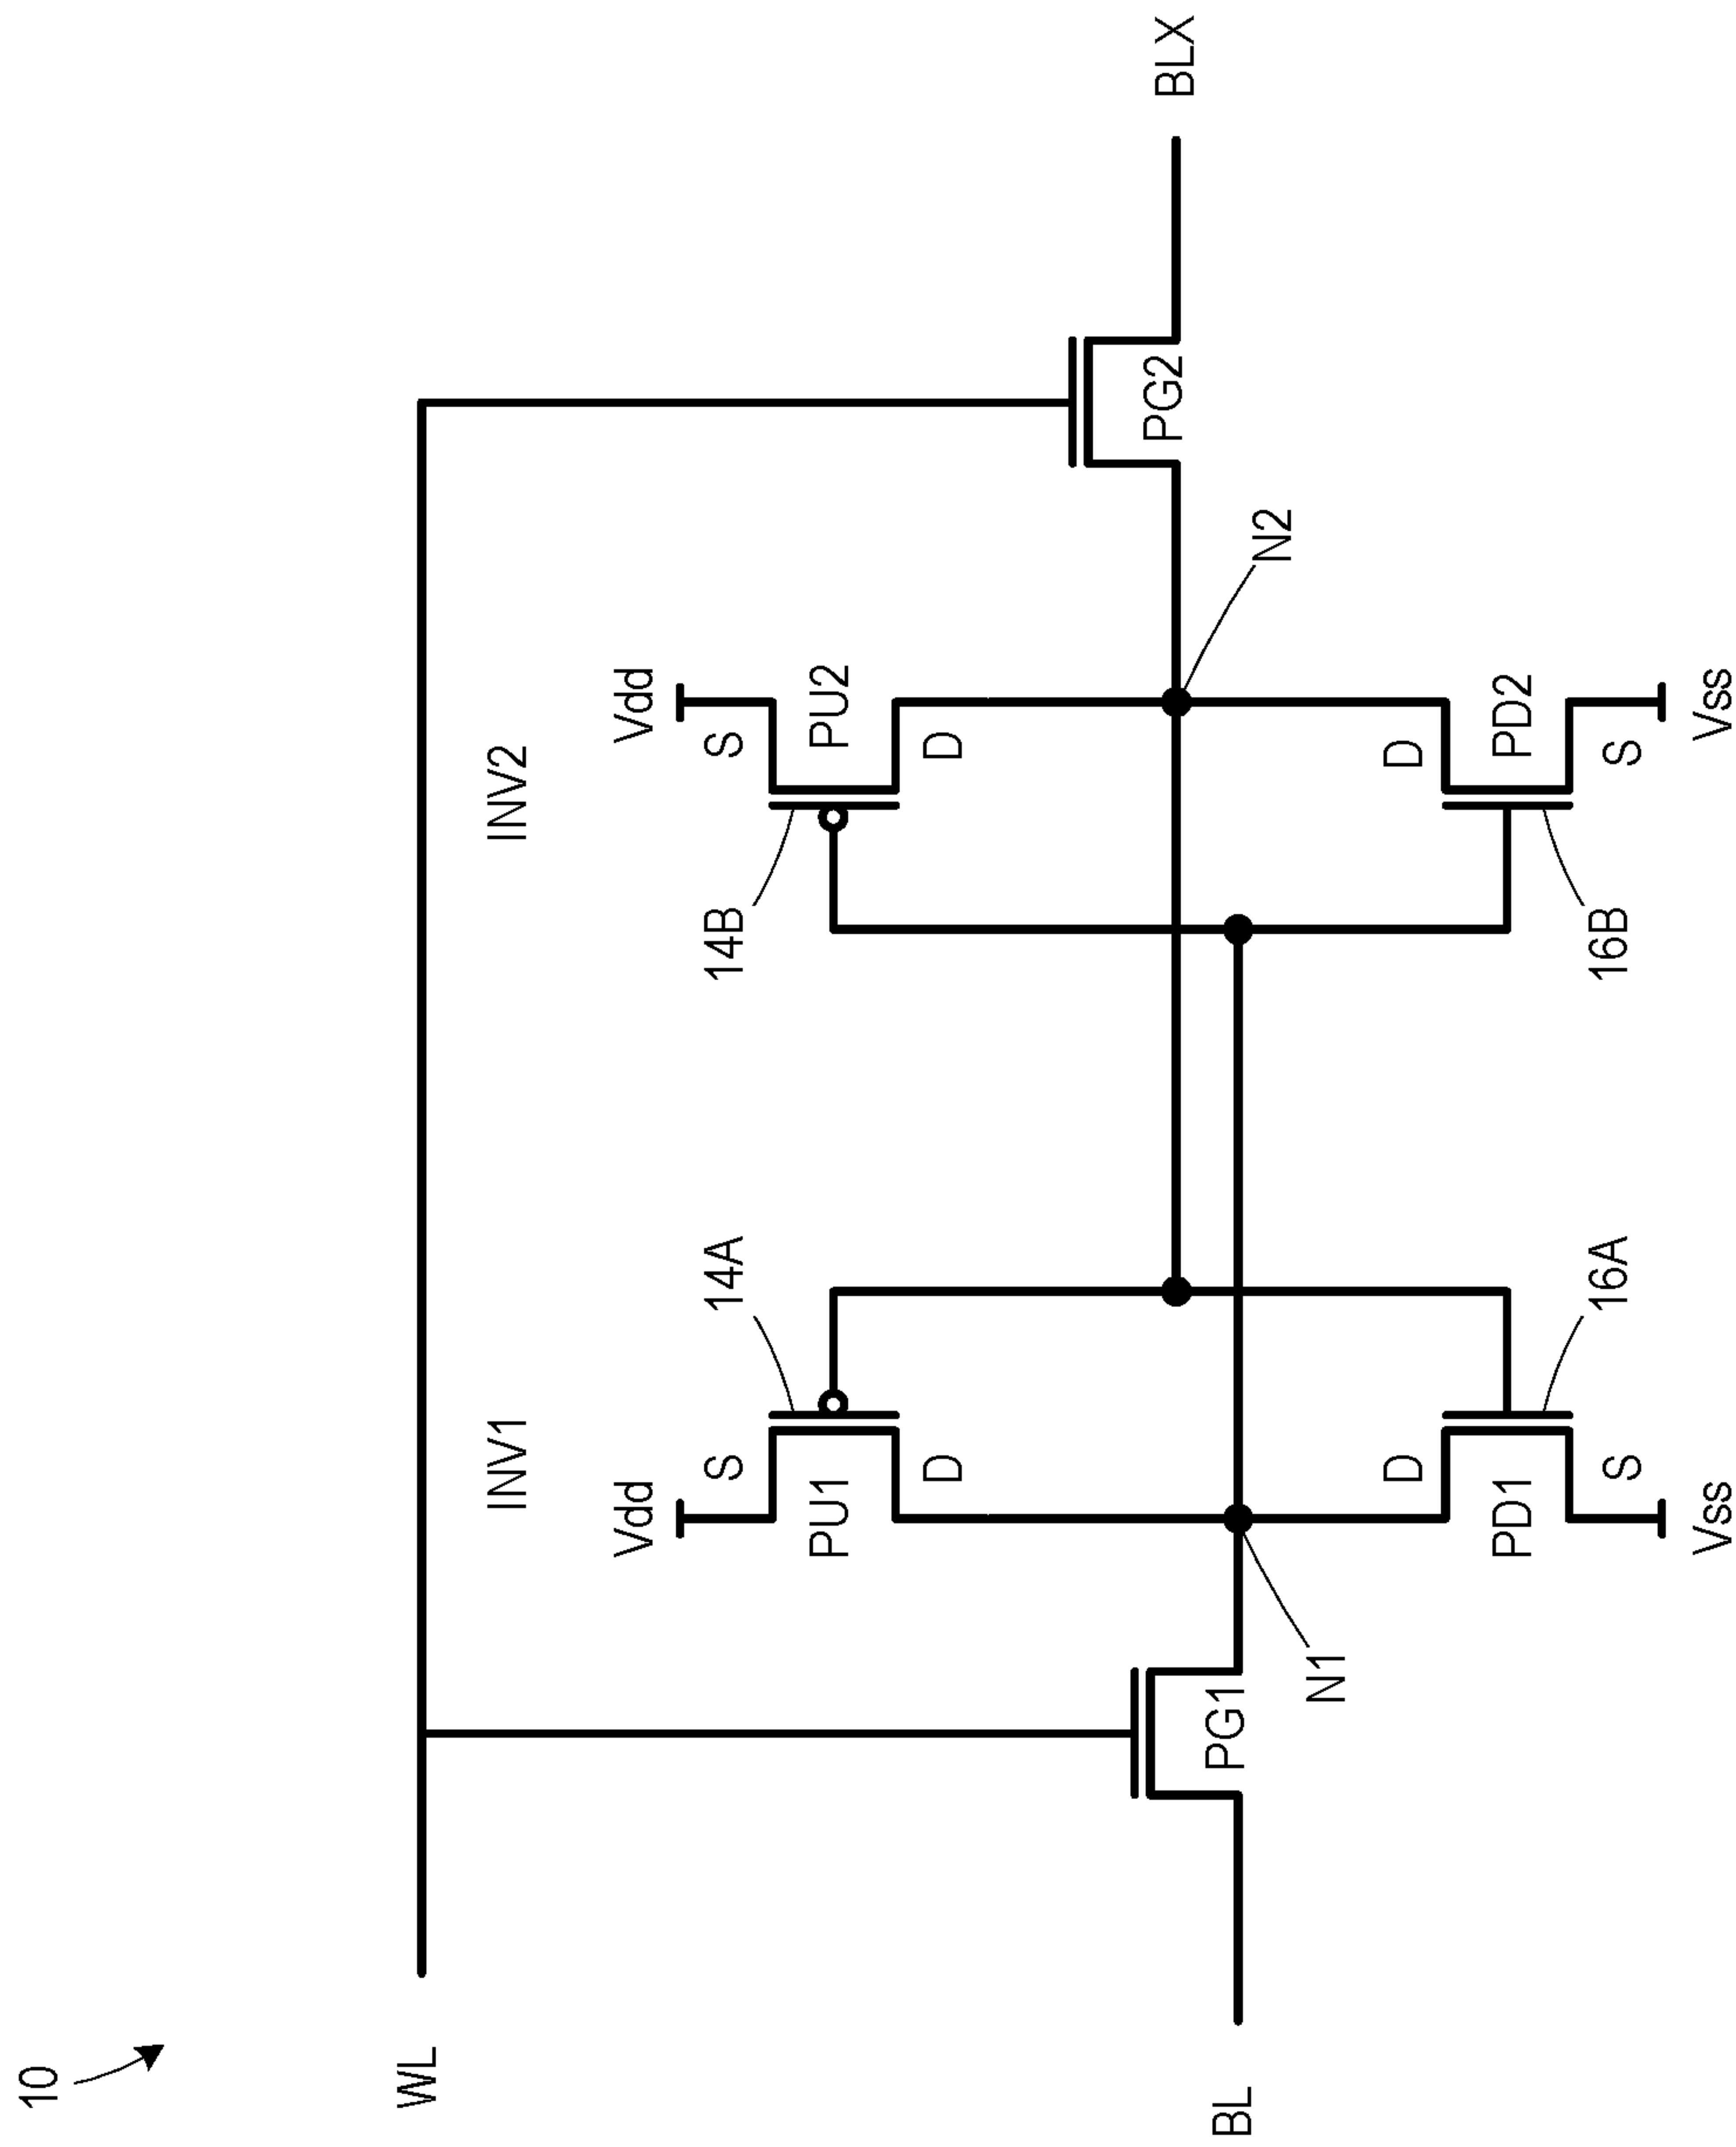 10
WL
INV1
INV2
Vdd
Vdd
S
14A
14B
S
PU1
PU2
D
D
BL
PG1
N1
N2
PG2
BLX
D
D
PD1
PD2
S
16A
16B
S
Vss
Vss